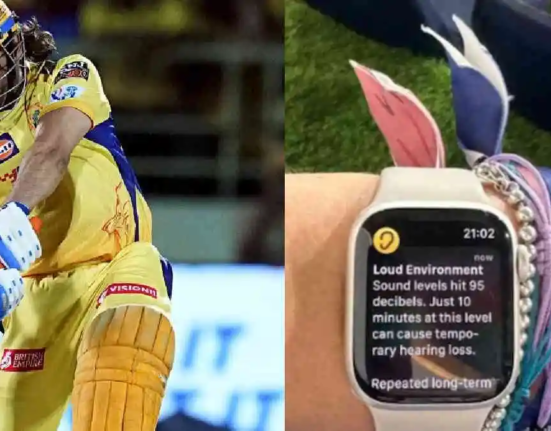 VISION
BRITISH
EMPIRE
IT
21:02
now
Loud Environment
Sound levels hit 95
decibels. Just 10
minutes at this level
can cause tempo-
rary hearing loss.
Repeated long-term